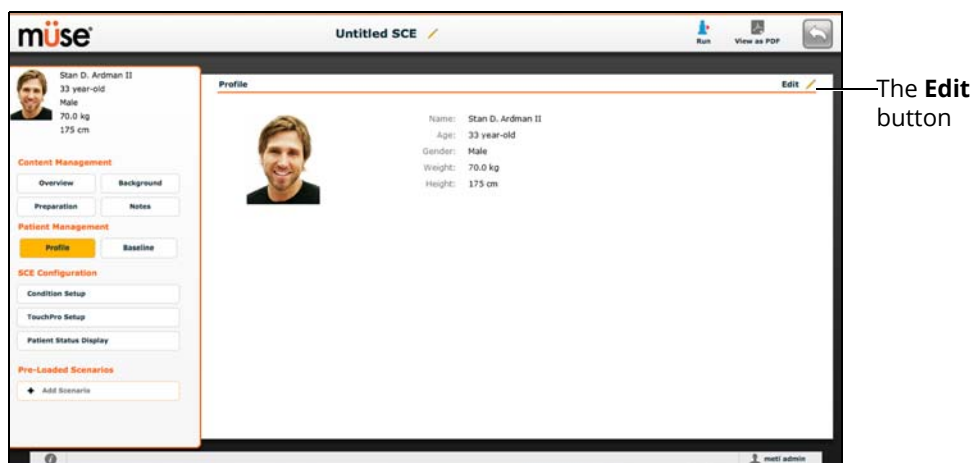 müse
Untitled SCE
Run
View as PDF
Stan D. Ardman II
33 year-old
Male
70.0 kg
175 cm
Content Management
Overview
Background
Preparation
Notes
Patient Management
Profile
Baseline
SCE Configuration
Condition Setup
TouchPro Setup
Patient Status Display
Pre-Loaded Scenarios
+ Add Scenario
Profile
Edit
Name: Stan D. Ardman II
Age: 33 year-old
Gender: Male
Weight: 70.0 kg
Height: 175 cm
meti admin
The Edit
button